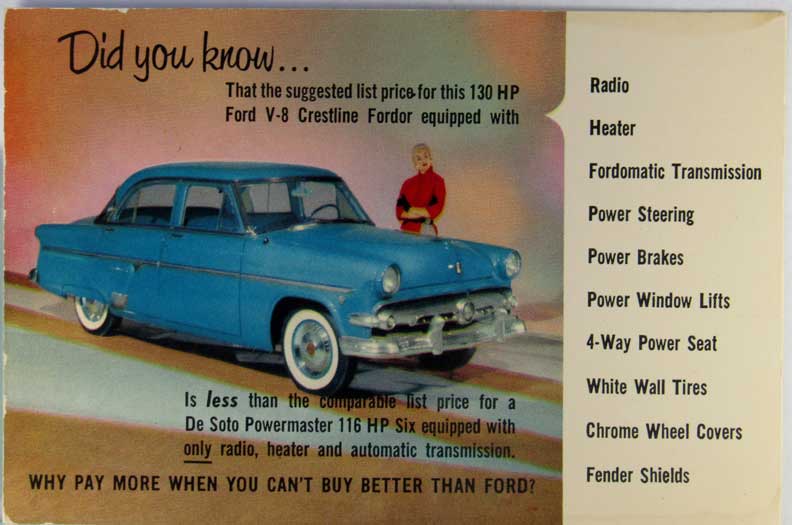 Did you know...
That the suggested list price for this 130 HP
Ford V-8 Crestline Fordor equipped with
Radio
Heater
Fordomatic Transmission
Power Steering
Power Brakes
Power Window Lifts
4-Way Power Seat
White Wall Tires
Chrome Wheel Covers
Fender Shields
Is less than the comparable list price for a
De Soto Powermaster 116 HP Six equipped with
only radio, heater and automatic transmission.
WHY PAY MORE WHEN YOU CAN'T BUY BETTER THAN FORD?